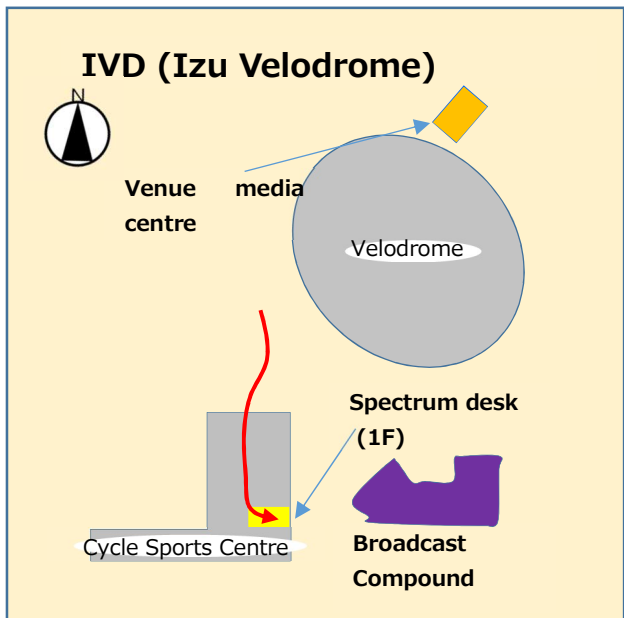 IVD (Izu Velodrome)
N
Venue media
centre
Velodrome
Spectrum desk
(1F)
Cycle Sports Centre
Broadcast
Compound